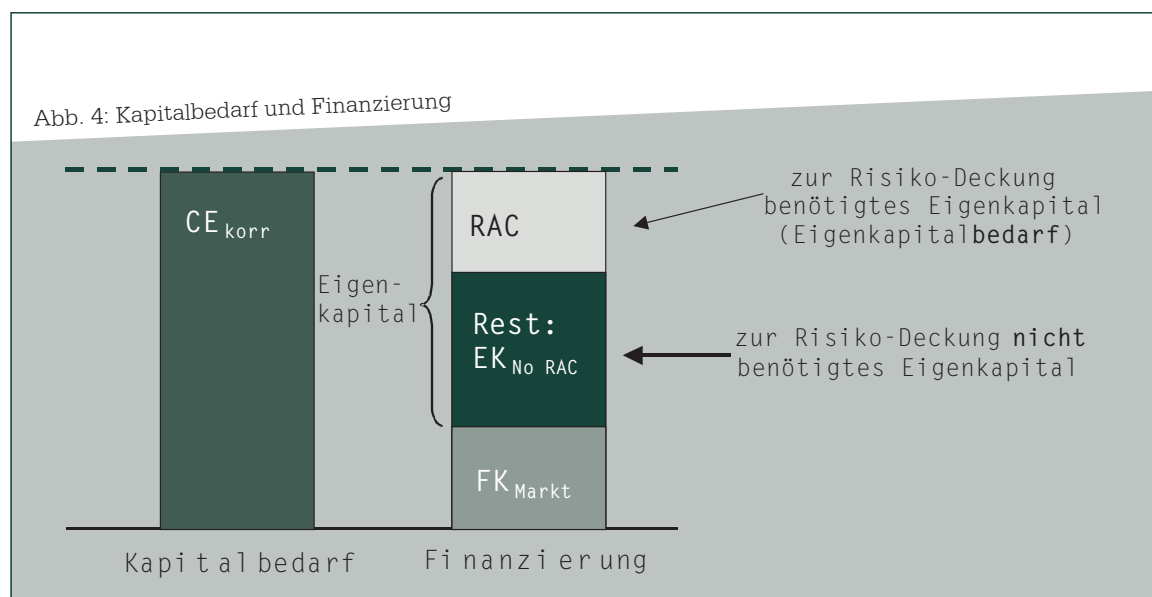 Abb. 4: Kapitalbedarf und Finanzierung
CE korr
RAC
Eigen-
kapital
Rest:
EK No RAC
FK Markt
zur Risiko-Deckung
benötigtes Eigenkapital
(Eigenkapitalbedarf)
zur Risiko-Deckung nicht
benötigtes Eigenkapital
Kapitalbedarf
Finanzierung